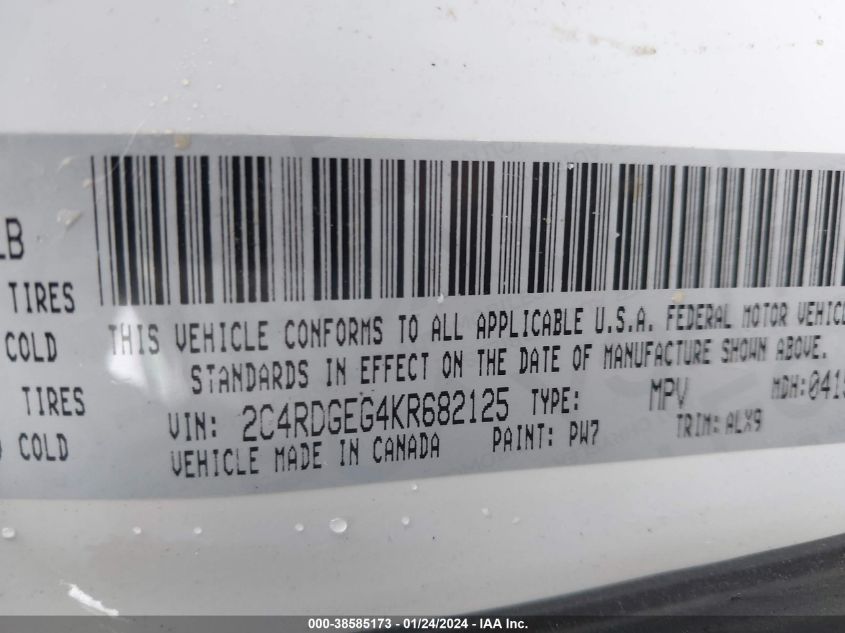 LB
TIRES
COLD
TIRES
COLD
THIS VEHICLE CONFORMS TO ALL APPLICABLE U.S.A. FEDERAL MOTOR VEHICL
STANDARDS IN EFFECT ON THE DATE OF MANUFACTURE SHOWN ABOVE.
VIN: 2C4RDGEG4KR682125 TYPE: MPV MDH:0415
VEHICLE MADE IN CANADA PAINT: PW7 TRIM: ALX9
000-38585173 - 01/24/2024 - IAA Inc.